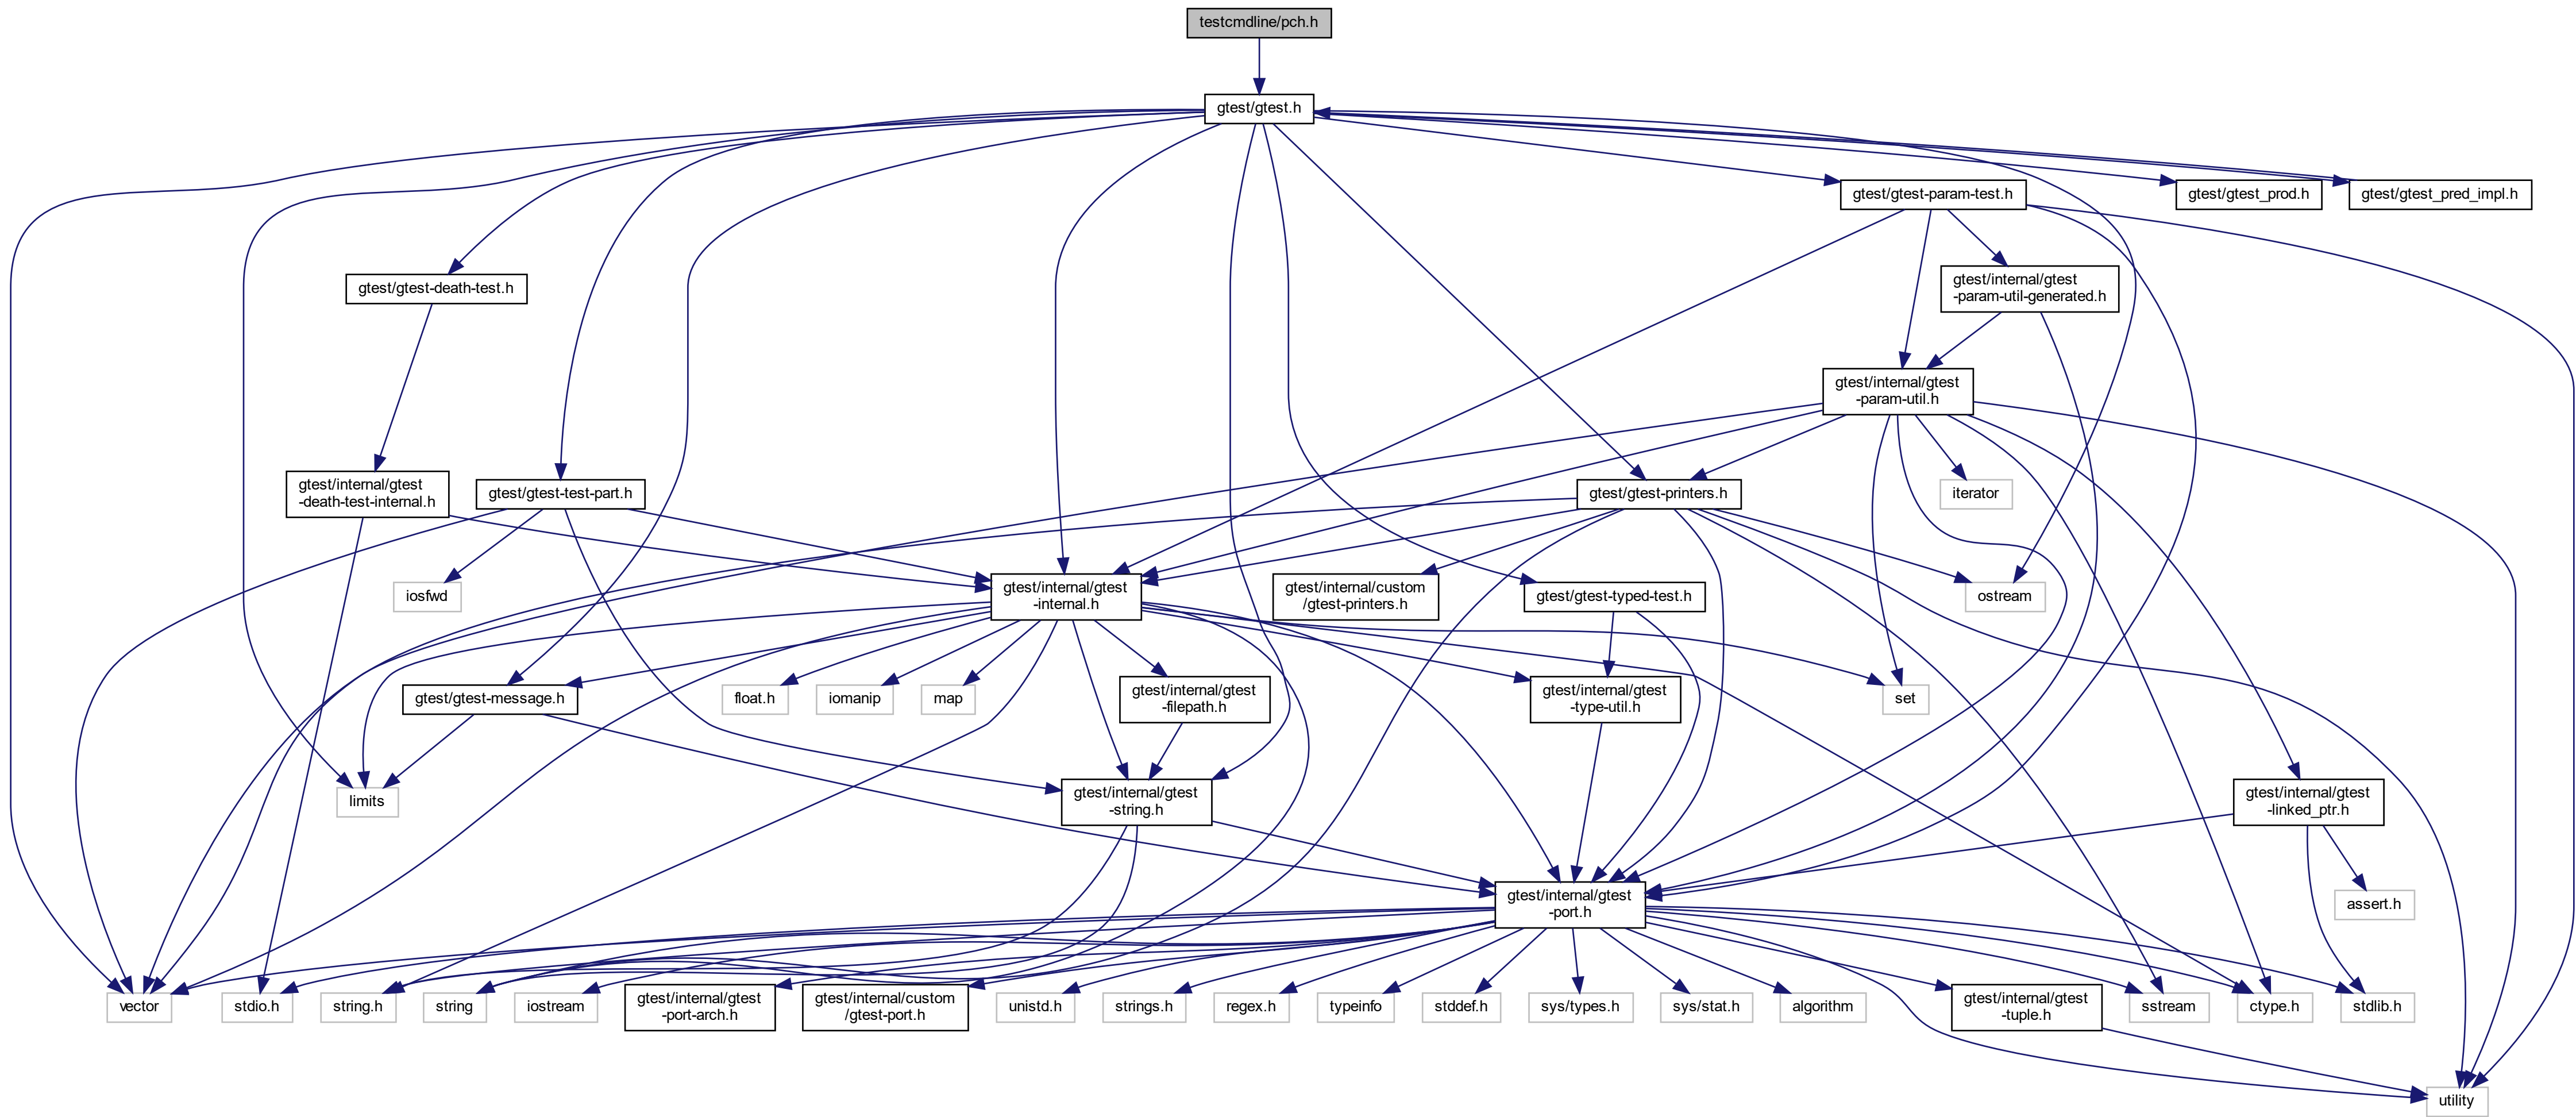 testcmdline/pch.h
gtest/gtest.h
gtest/gtest-param-test.h
gtest/gtest_prod.h
gtest/gtest_pred_impl.h
gtest/gtest-death-test.h
gtest/internal/gtest
-param-util-generated.h
gtest/internal/gtest
-param-util.h
gtest/internal/gtest
-death-test-internal.h
gtest/gtest-test-part.h
gtest/gtest-printers.h
iterator
iosfwd
gtest/internal/gtest
-internal.h
gtest/internal/custom
/gtest-printers.h
gtest/gtest-typed-test.h
ostream
gtest/gtest-message.h
float.h
iomanip
map
gtest/internal/gtest
-filepath.h
gtest/internal/gtest
-type-util.h
set
limits
gtest/internal/gtest
-string.h
gtest/internal/gtest
-linked_ptr.h
gtest/internal/gtest
-port.h
assert.h
vector
stdio.h
string.h
string
iostream
gtest/internal/gtest
-port-arch.h
gtest/internal/custom
/gtest-port.h
unistd.h
strings.h
regex.h
typeinfo
stddef.h
sys/types.h
sys/stat.h
algorithm
gtest/internal/gtest
-tuple.h
sstream
ctype.h
stdlib.h
utility